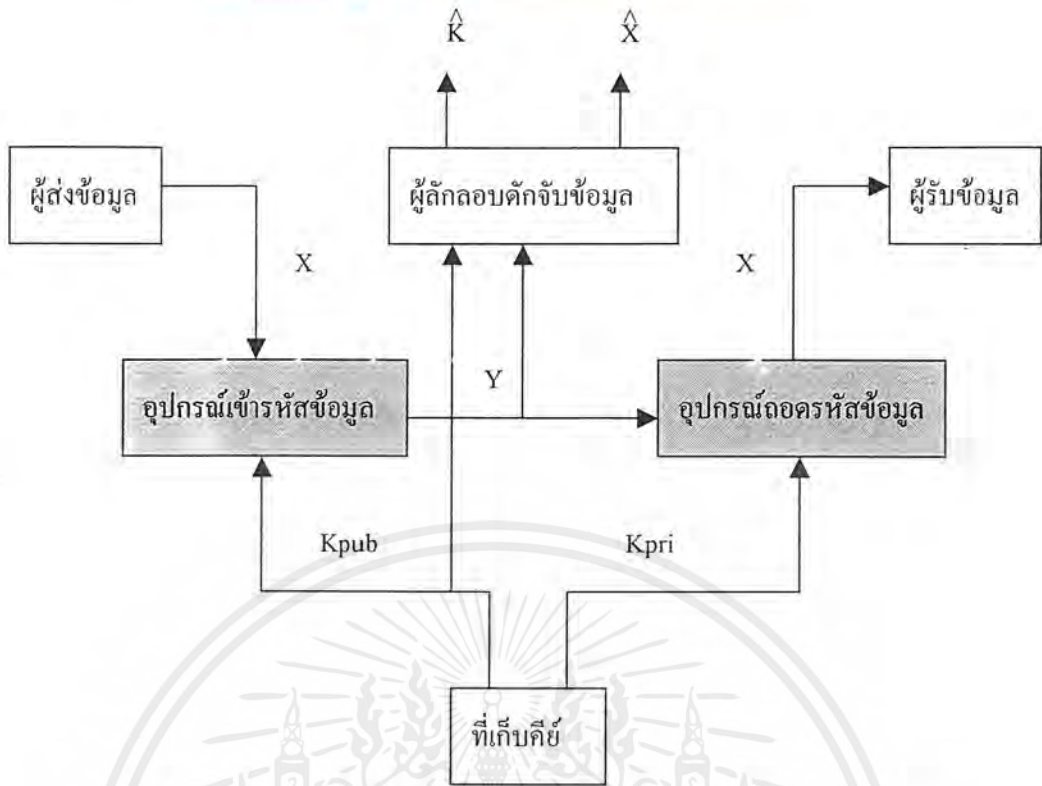 K̂ X̂
ผู้ส่งข้อมูล ผู้ลักลอบดักจับข้อมูล ผู้รับข้อมูล
X X
Y
อุปกรณ์เข้ารหัสข้อมูล อุปกรณ์ถอดรหัสข้อมูล
Kpub Kpri
ที่เก็บคีย์